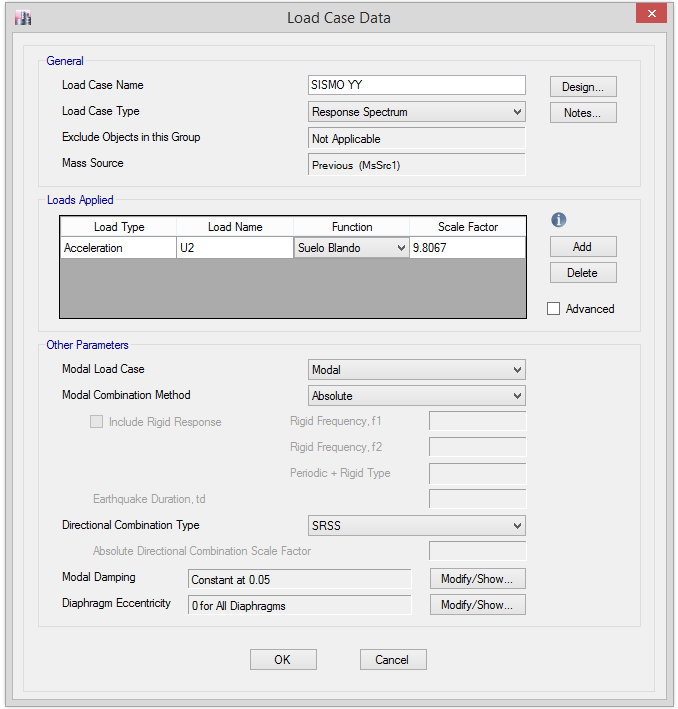 Load Case Data
General
Load Case Name SISMO YY Design...
Load Case Type Response Spectrum Notes...
Exclude Objects in this Group Not Applicable
Mass Source Previous (MsSrc1)
Loads Applied
Load Type Load Name Function Scale Factor
Acceleration U2 Suelo Blando 9.8067 Add
Delete
Advanced
Other Parameters
Modal Load Case Modal
Modal Combination Method Absolute
Include Rigid Response Rigid Frequency, f1
Rigid Frequency, f2
Periodic + Rigid Type
Earthquake Duration, td
Directional Combination Type SRSS
Absolute Directional Combination Scale Factor
Modal Damping Constant at 0.05 Modify/Show...
Diaphragm Eccentricity 0 for All Diaphragms Modify/Show...
OK Cancel